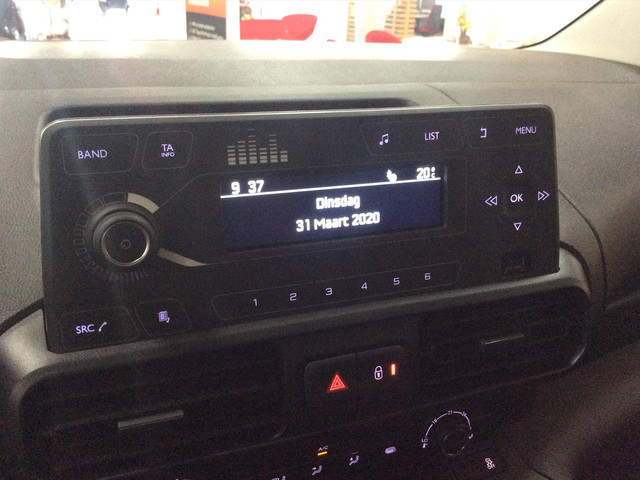 BAND
TA
INFO
LIST
MENU
9 37
20
Dinsdag
31 Maart 2020
OK
1 2 3 4 5 6
SRC
A/C